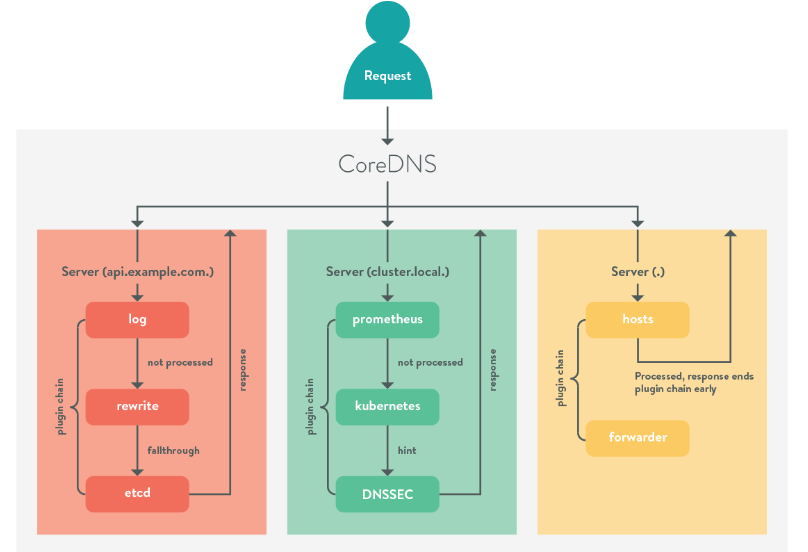 Request
CoreDNS
Server (api.example.com.)
log
not processed
rewrite
fallthrough
etcd
plugin chain
response
Server (cluster.local.)
prometheus
not processed
kubernetes
hint
DNSSEC
plugin chain
response
Server (.)
hosts
Processed, response ends
plugin chain early
forwarder
plugin chain